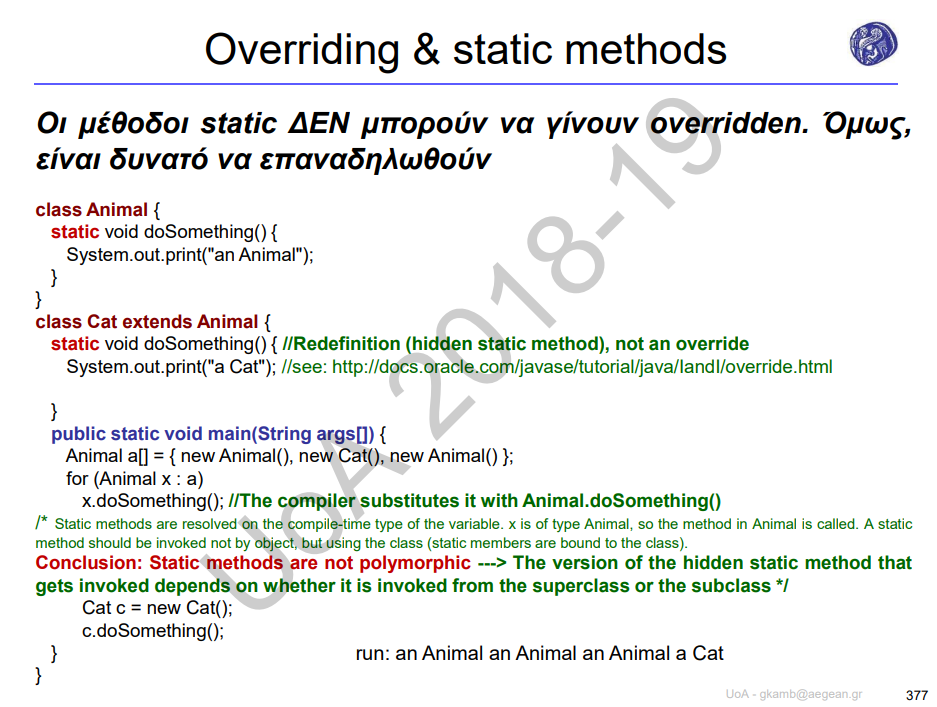 Overriding & static methods
Οι μέθοδοι static ΔΕΝ μπορούν να γίνουν overridden. Όμως,
είναι δυνατό να επαναδηλωθούν
class Animal {
static void doSomething() {
System.out.print("an Animal");
}
}
class Cat extends Animal {
static void doSomething() { //Redefinition (hidden static method), not an override
System.out.print("a Cat"); //see: http://docs.oracle.com/javase/tutorial/java/IandI/override.html
}
public static void main(String args[]) {
Animal a[] = { new Animal(), new Cat(), new Animal() };
for (Animal x : a)
x.doSomething(); //The compiler substitutes it with Animal.doSomething()
/* Static methods are resolved on the compile-time type of the variable. x is of type Animal, so the method in Animal is called. A static
method should be invoked not by object, but using the class (static members are bound to the class).
Conclusion: Static methods are not polymorphic ---> The version of the hidden static method that
gets invoked depends on whether it is invoked from the superclass or the subclass */
Cat c = new Cat();
c.doSomething();
} run: an Animal an Animal an Animal a Cat
}
UoA - gkamb@aegean.gr 377
UoA 2018-19